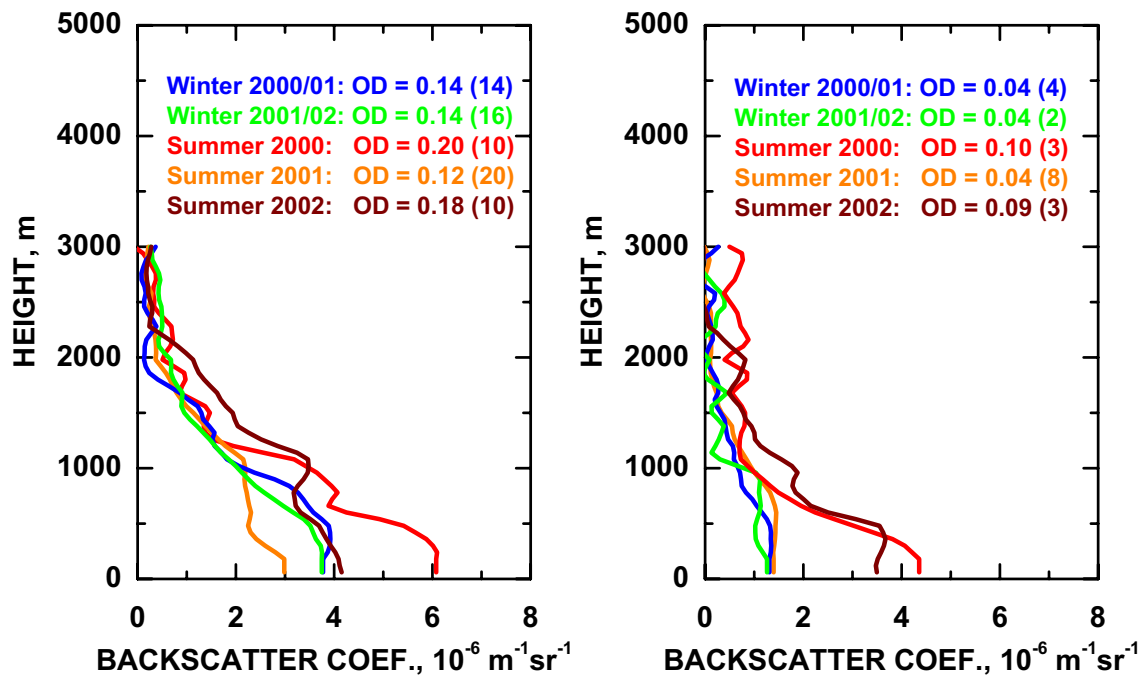 5000
4000
3000
2000
1000
0
HEIGHT, m
Winter 2000/01: OD = 0.14 (14)
Winter 2001/02: OD = 0.14 (16)
Summer 2000: OD = 0.20 (10)
Summer 2001: OD = 0.12 (20)
Summer 2002: OD = 0.18 (10)
0 2 4 6 8
BACKSCATTER COEF., 10⁻⁶ m⁻¹sr⁻¹
5000
4000
3000
2000
1000
0
HEIGHT, m
Winter 2000/01: OD = 0.04 (4)
Winter 2001/02: OD = 0.04 (2)
Summer 2000: OD = 0.10 (3)
Summer 2001: OD = 0.04 (8)
Summer 2002: OD = 0.09 (3)
0 2 4 6 8
BACKSCATTER COEF., 10⁻⁶ m⁻¹sr⁻¹